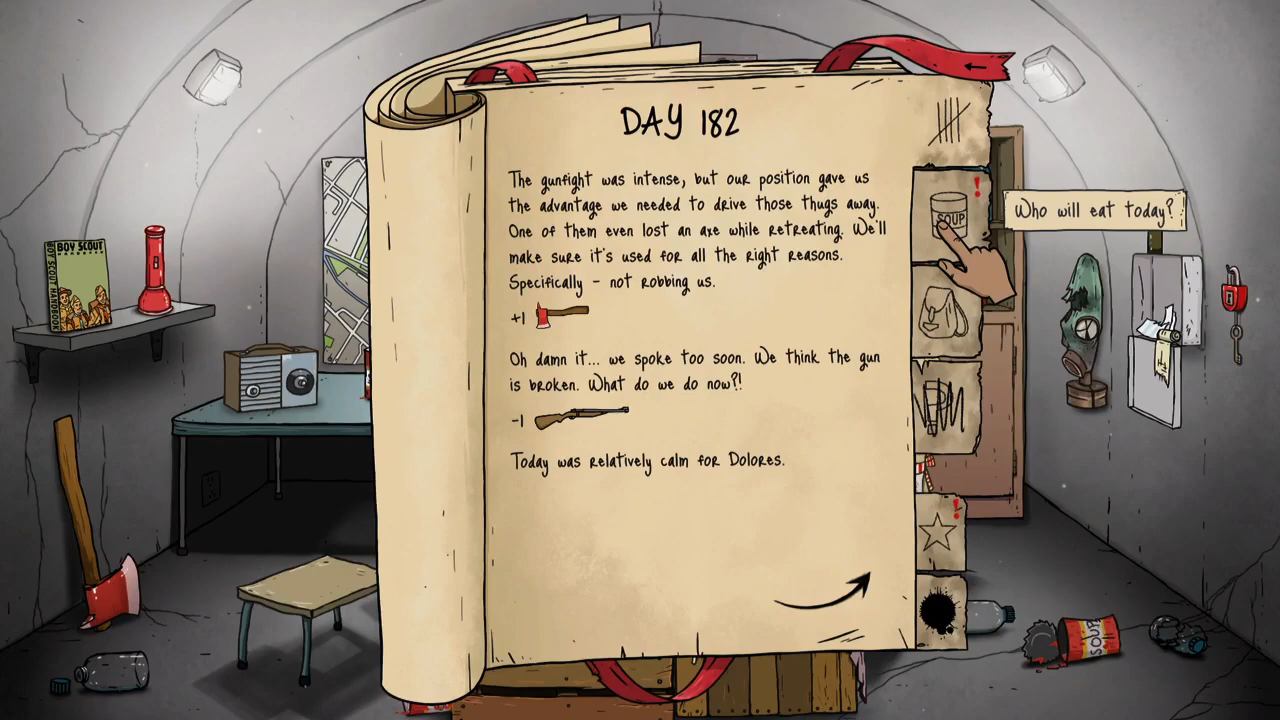 DAY 182
The gunfight was intense, but our position gave us
the advantage we needed to drive those thugs away.
One of them even lost an axe while retreating. We'll
make sure it's used for all the right reasons.
Specifically - not robbing us.
+1
Oh damn it... we spoke too soon. We think the gun
is broken. What do we do now?!
-1
Today was relatively calm for Dolores.
SOUP
Who will eat today?
BOY SCOUT
HANDBOOK
BOY SCOUT HANDBOOK
SOUP